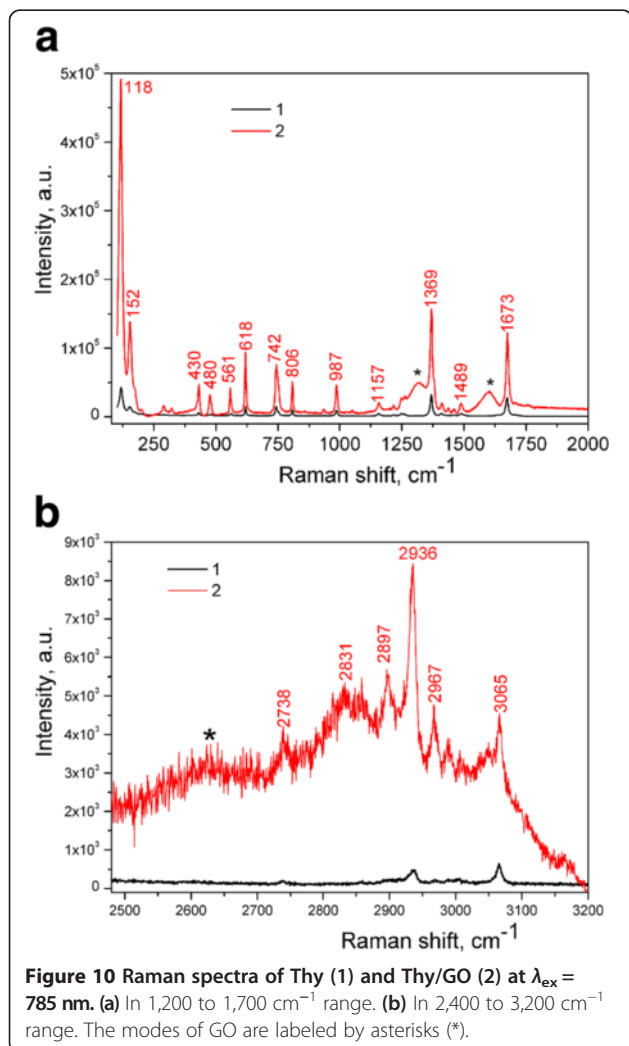 a
5x10⁵
4x10⁵
3x10⁵
2x10⁵
1x10⁵
0
Intensity, a.u.
118
152
430
480
561
618
742
806
987
1157
*
1369
1489
*
1673
1
2
250 500 750 1000 1250 1500 1750 2000
Raman shift, cm⁻¹
b
9x10³
8x10³
7x10³
6x10³
5x10³
4x10³
3x10³
2x10³
1x10³
0
Intensity, a.u.
1
2
*
2738
2831
2897
2936
2967
3065
2500 2600 2700 2800 2900 3000 3100 3200
Raman shift, cm⁻¹
Figure 10 Raman spectra of Thy (1) and Thy/GO (2) at λex =
785 nm. (a) In 1,200 to 1,700 cm⁻¹ range. (b) In 2,400 to 3,200 cm⁻¹
range. The modes of GO are labeled by asterisks (*).